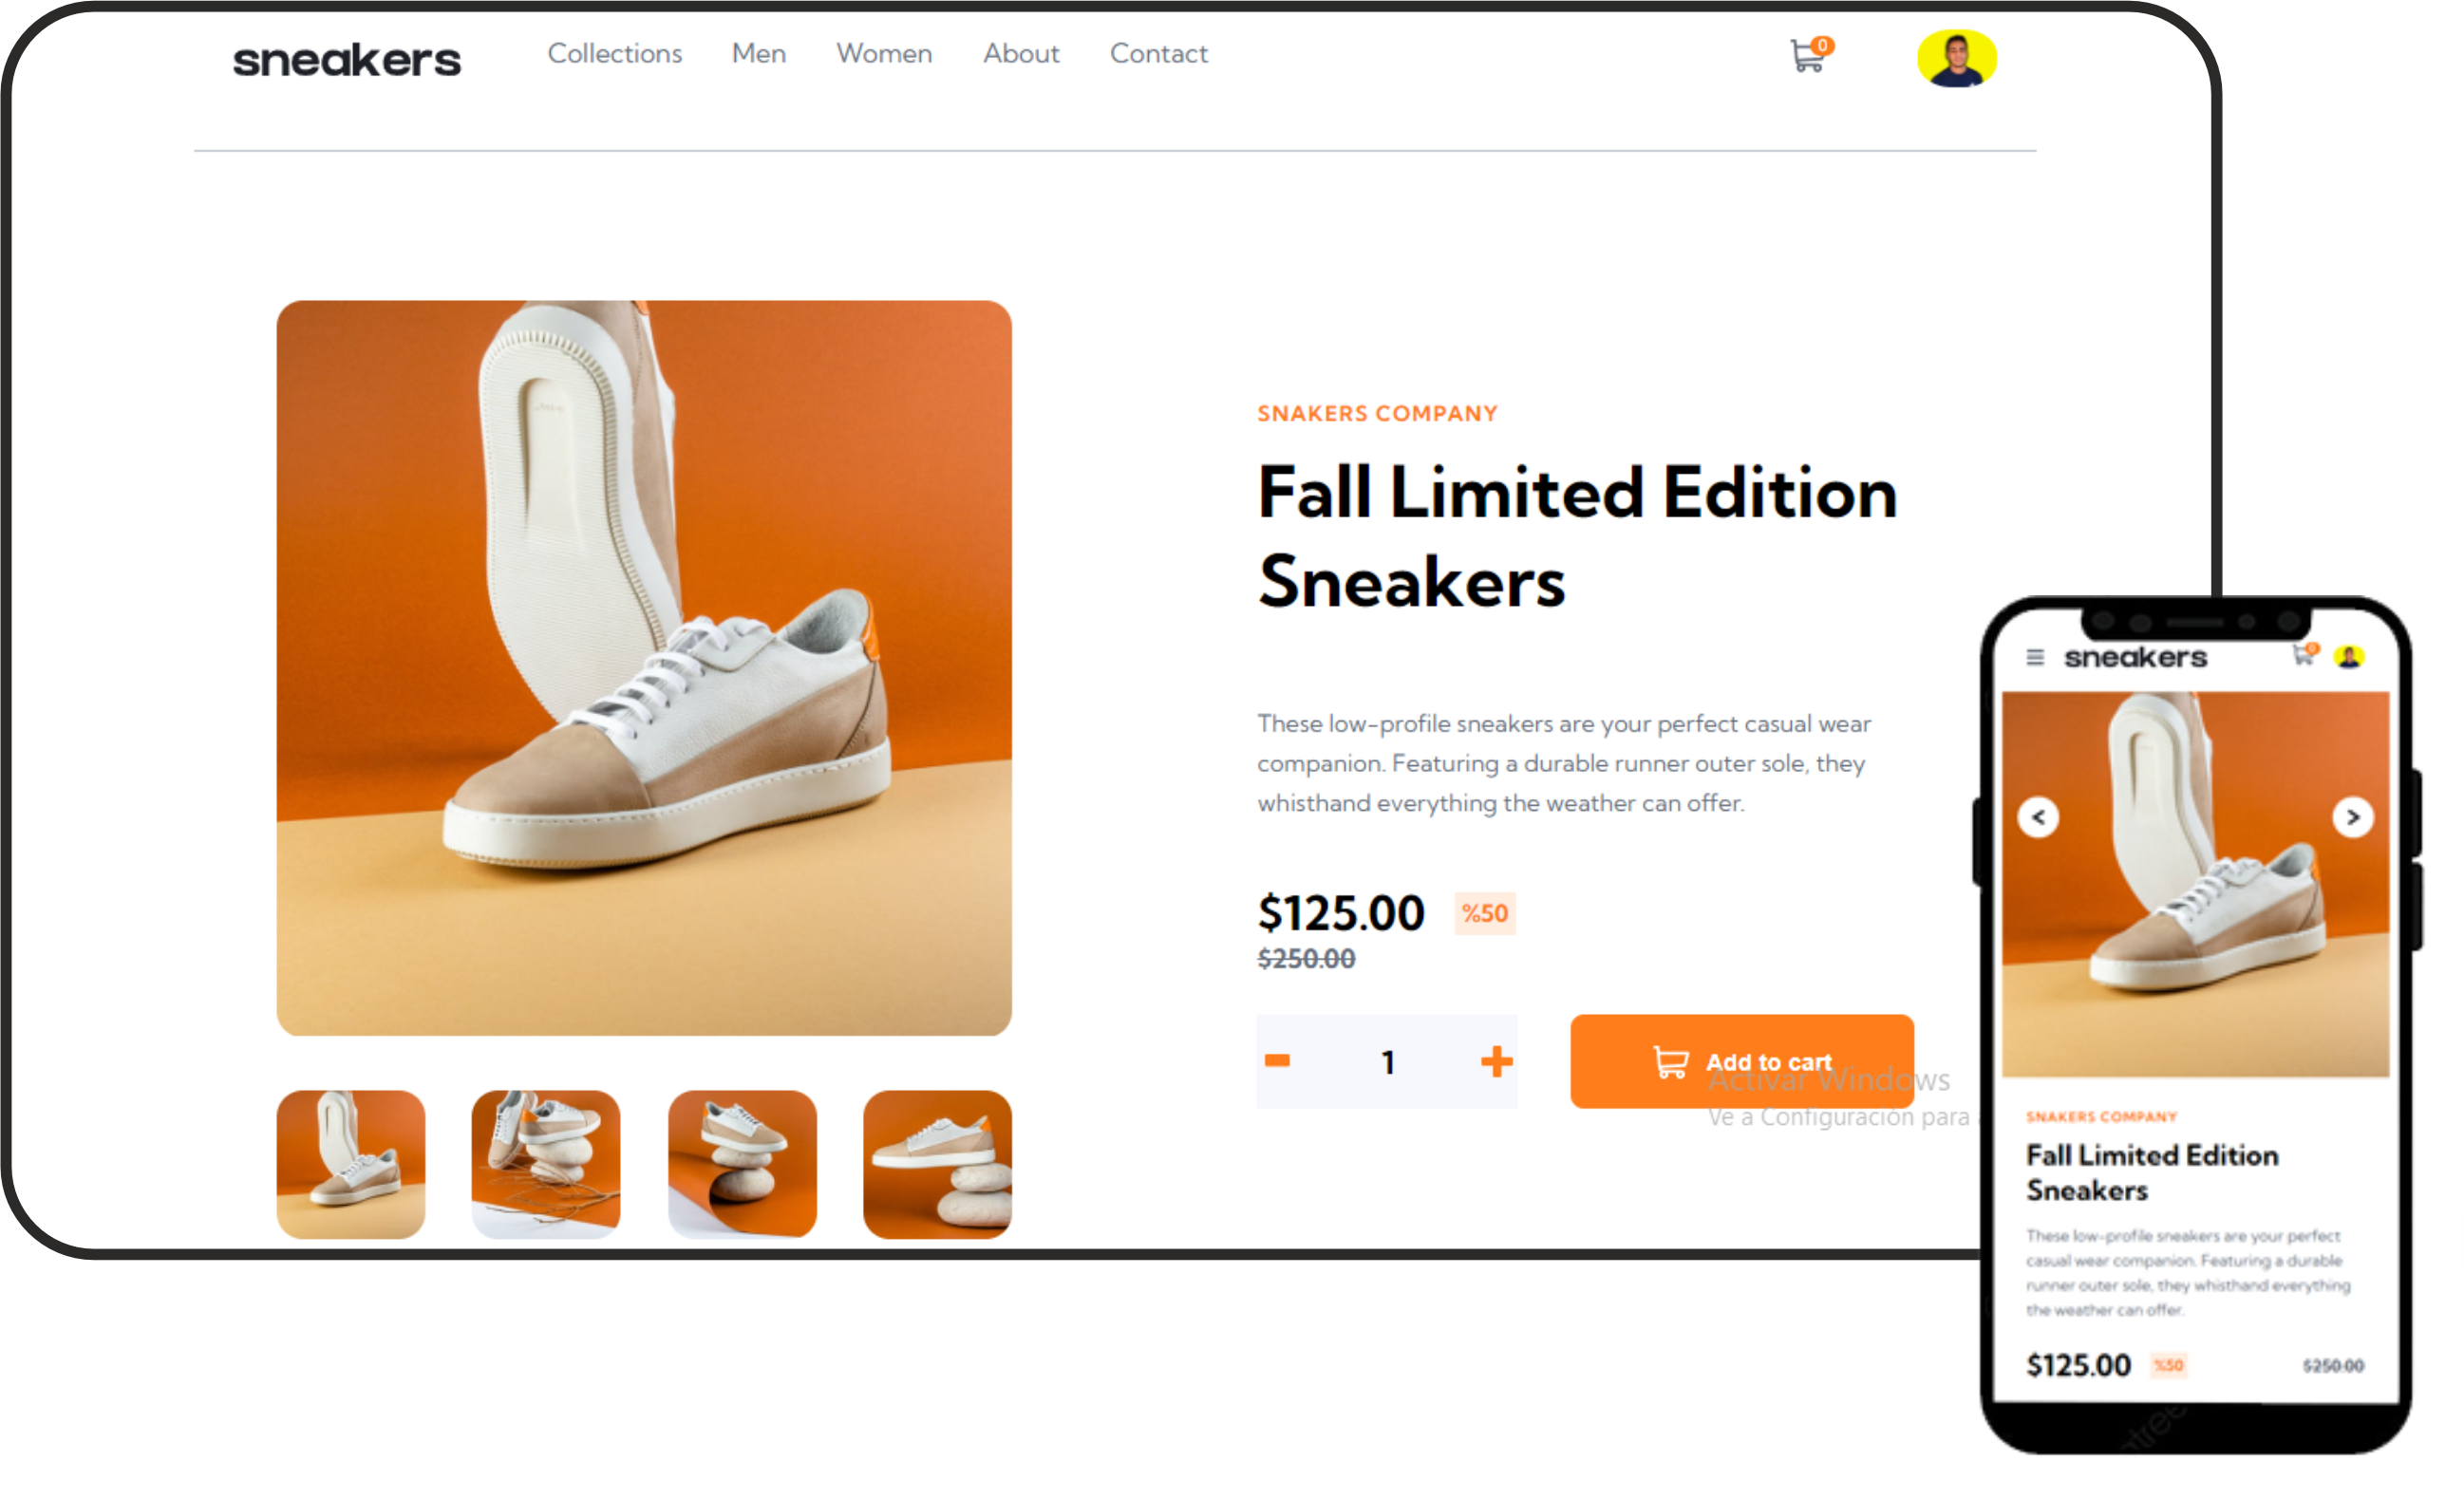 sneakers
Collections Men Women About Contact
0
SNAKERS COMPANY
Fall Limited Edition
Sneakers
These low-profile sneakers are your perfect casual wear
companion. Featuring a durable runner outer sole, they
whisthand everything the weather can offer.
$125.00 %50
$250.00
1
Add to cart
Activar Windows
Ve a Configuración para
sneakers
0
< >
SNAKERS COMPANY
Fall Limited Edition
Sneakers
These low-profile sneakers are your perfect
casual wear companion. Featuring a durable
runner outer sole, they whisthand everything
the weather can offer.
$125.00 %50 $250.00